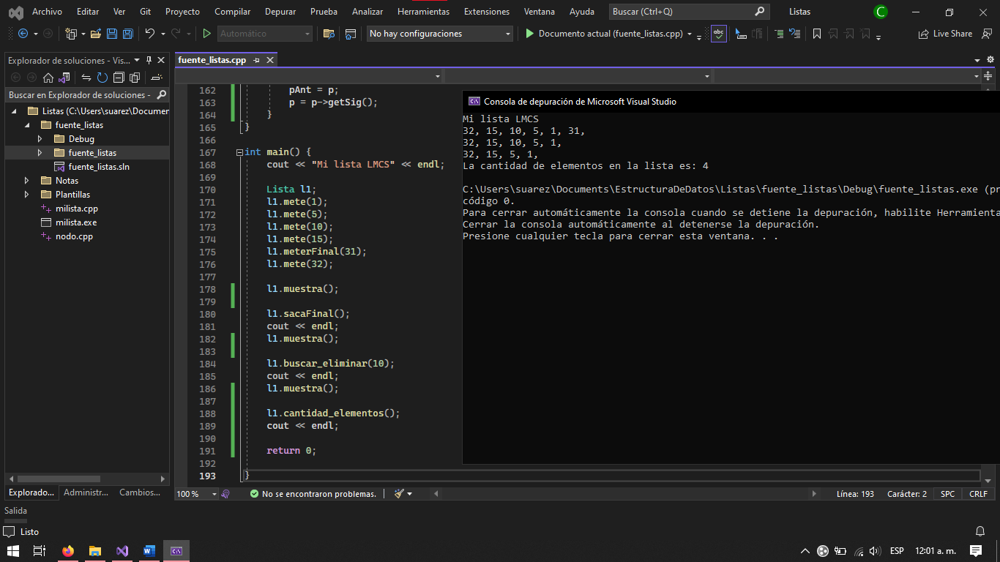 Archivo Editar Ver Git Proyecto Compilar Depurar Prueba Analizar Herramientas Extensiones Ventana Ayuda Buscar (Ctrl+Q) Listas C
Automático No hay configuraciones Documento actual (fuente_listas.cpp) abc Live Share
Explorador de soluciones - Vis...
Buscar en Explorador de soluciones -
Listas (C:\Users\suarez\Documer
fuente_listas
Debug
fuente_listas
fuente_listas.sln
Notas
Plantillas
milista.cpp
milista.exe
nodo.cpp
Explorado... Administr... Cambios...
fuente_listas.cpp
162 pAnt = p;
163 p = p->getSig();
164 }
165 }
166
167 int main() {
168 cout << "Mi lista LMCS" << endl;
169
170 Lista l1;
171 l1.mete(1);
172 l1.mete(5);
173 l1.mete(10);
174 l1.mete(15);
175 l1.meterFinal(31);
176 l1.mete(32);
177
178 l1.muestra();
179
180 l1.sacaFinal();
181 cout << endl;
182 l1.muestra();
183
184 l1.buscar_eliminar(10);
185 cout << endl;
186 l1.muestra();
187
188 l1.cantidad_elementos();
189 cout << endl;
190
191 return 0;
192
193 }
Consola de depuración de Microsoft Visual Studio
Mi lista LMCS
32, 15, 10, 5, 1, 31,
32, 15, 10, 5, 1,
32, 15, 5, 1,
La cantidad de elementos en la lista es: 4
C:\Users\suarez\Documents\EstructuraDeDatos\Listas\fuente_listas\Debug\fuente_listas.exe (pr
código 0.
Para cerrar automáticamente la consola cuando se detiene la depuración, habilite Herramienta
Cerrar la consola automáticamente al detenerse la depuración.
Presione cualquier tecla para cerrar esta ventana. . .
100 % No se encontraron problemas. Línea: 193 Carácter: 2 SPC CRLF
Salida
Listo
ESP 12:01 a. m.